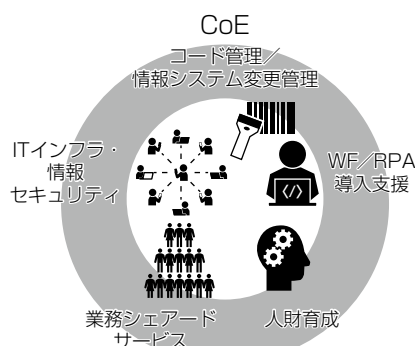 CoE
コード管理／
情報システム変更管理
ITインフラ・
情報
セキュリティ
WF/RPA
導入支援
業務シェアード
サービス
人財育成